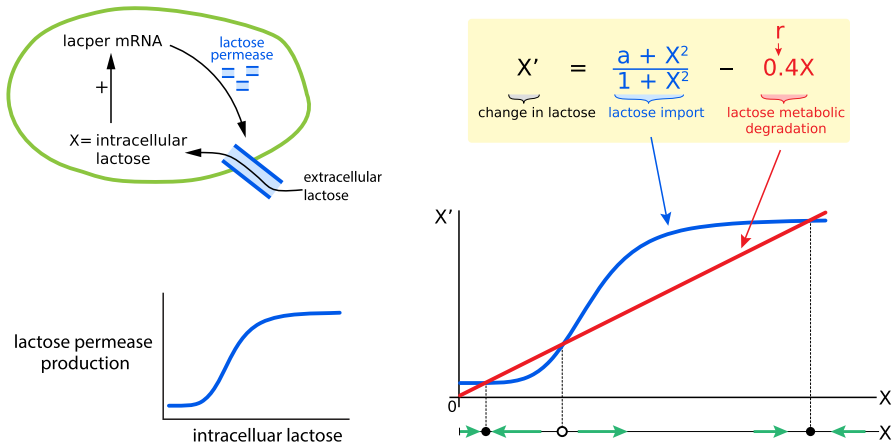 lacper mRNA
lactose
permease
+
X= intracellular
lactose
extracellular
lactose
lactose permease
production
intracelluar lactose
r
X’ = a + X² / 1 + X² − 0.4X
change in lactose
lactose import
lactose metabolic
degradation
X’
0
X
X